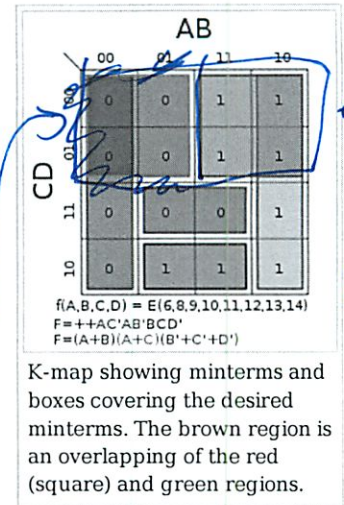 AB
00 01 11 10
CD
00 0 0 1 1
01 0 0 1 1
11 0 0 0 1
10 0 1 1 1
f(A,B,C,D) = E(6,8,9,10,11,12,13,14)
F=++AC'AB'BCD'
F=(A+B)(A+C)(B'+C'+D')
K-map showing minterms and
boxes covering the desired
minterms. The brown region is
an overlapping of the red
(square) and green regions.